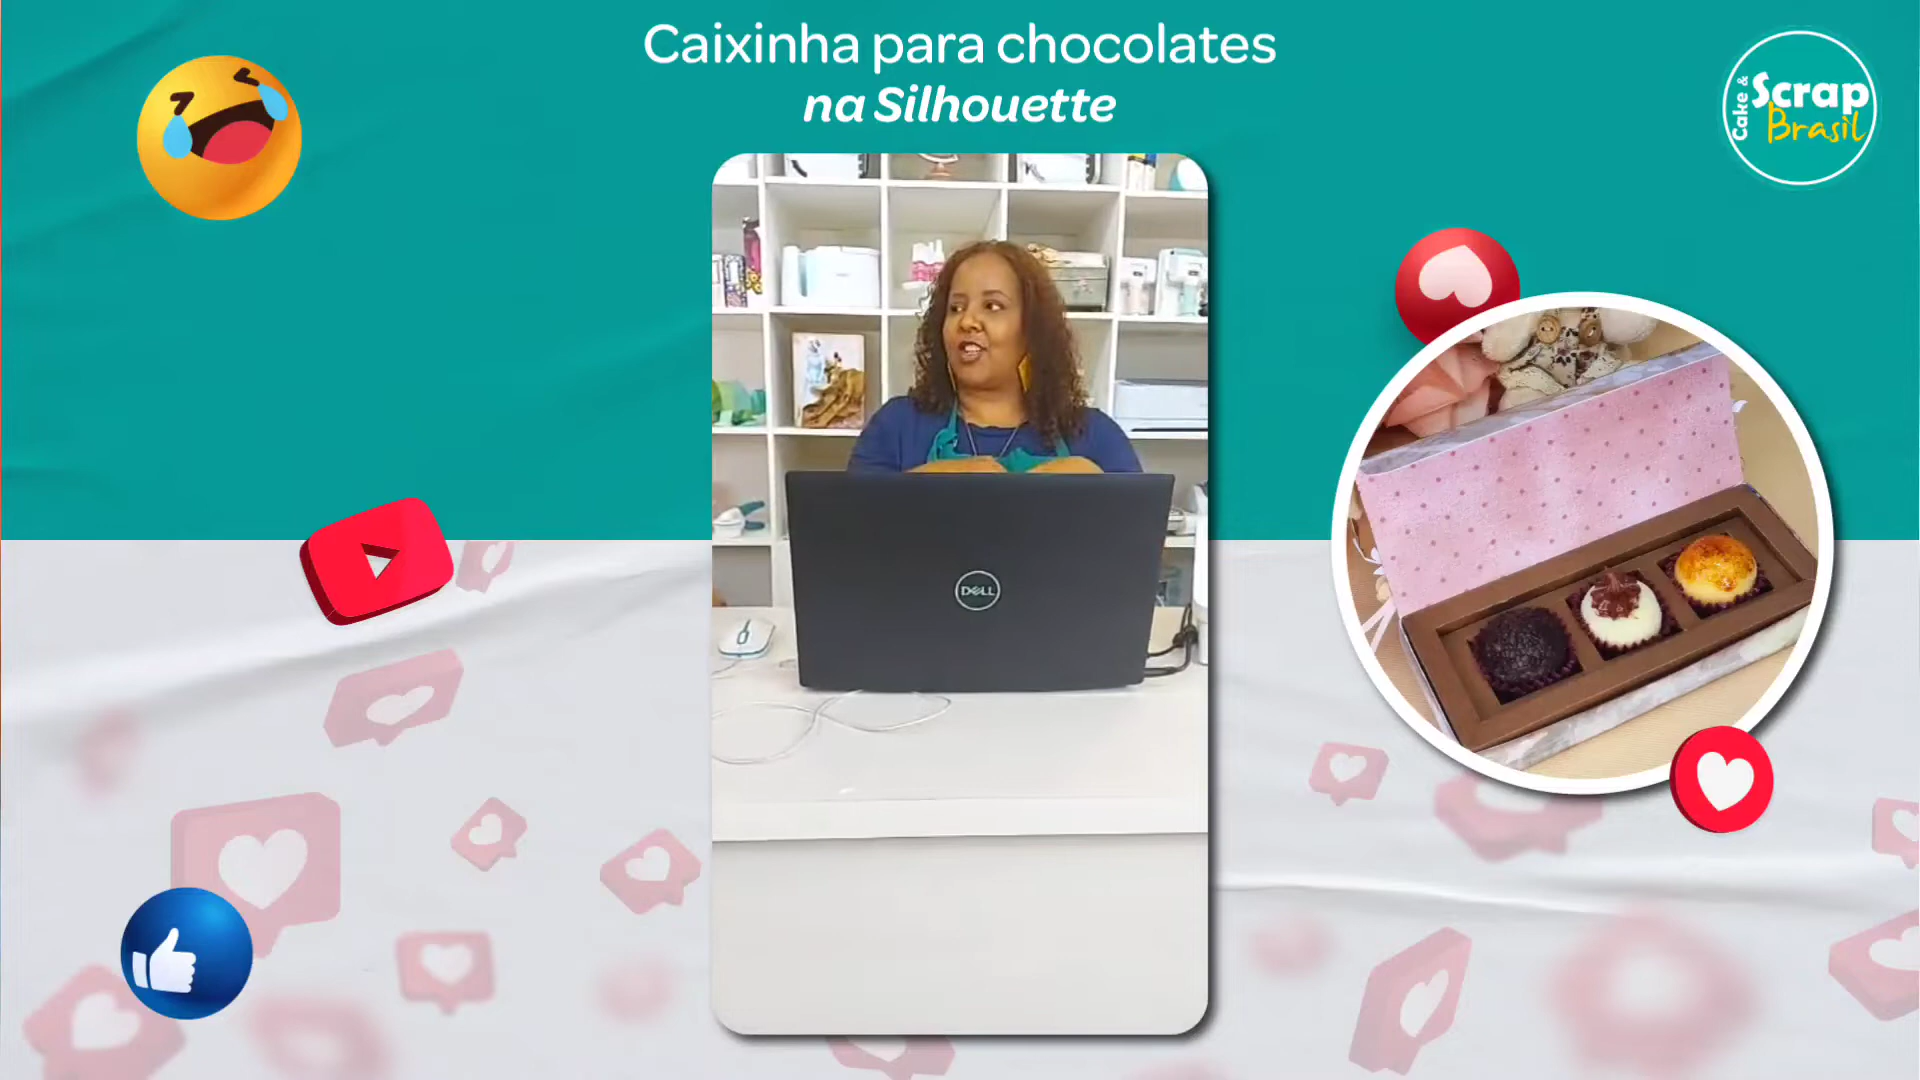 Caixinha para chocolates
na Silhouette
Cake &
Scrap
Brasil
DELL